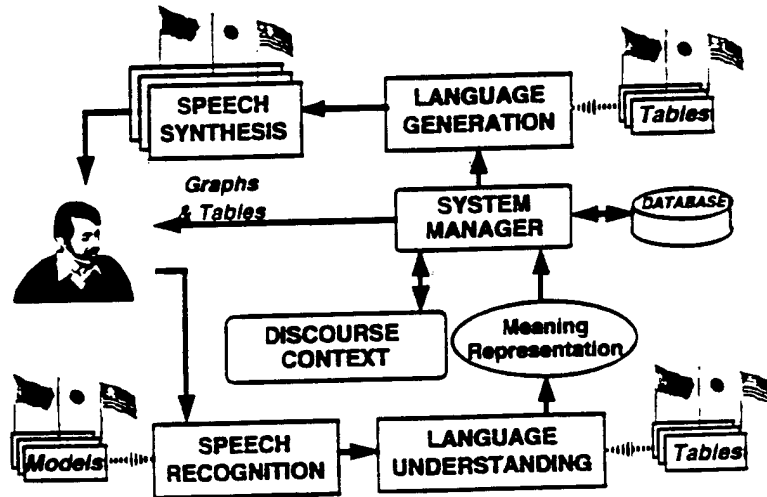 SPEECH
SYNTHESIS
LANGUAGE
GENERATION
Tables
Graphs
& Tables
SYSTEM
MANAGER
DATABASE
DISCOURSE
CONTEXT
Meaning
Representation
Models
SPEECH
RECOGNITION
LANGUAGE
UNDERSTANDING
Tables